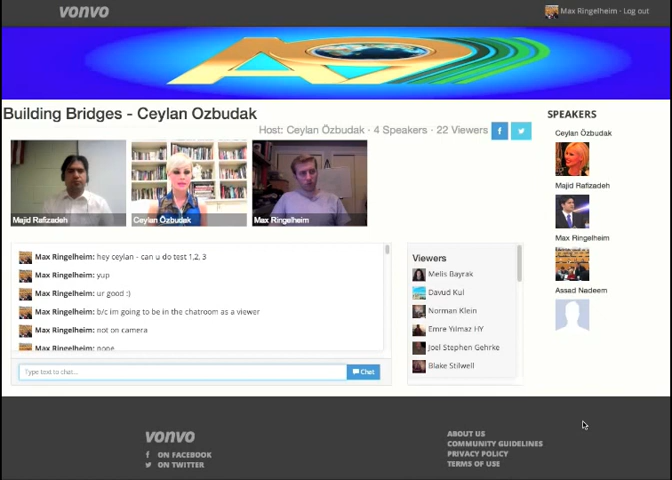 vonvo
Max Ringelheim - Log out
Building Bridges - Ceylan Ozbudak
Host: Ceylan Özbudak · 4 Speakers · 22 Viewers
SPEAKERS
Ceylan Özbudak
Majid Rafizadeh
Max Ringelheim
Assad Nadeem
Majid Rafizadeh
Ceylan Özbudak
Max Ringelheim
Max Ringelheim: hey ceylan - can u do test 1,2, 3
Max Ringelheim: yup
Max Ringelheim: ur good :)
Max Ringelheim: b/c im going to be in the chatroom as a viewer
Max Ringelheim: not on camera
Max Ringelheim: nope
Type text to chat...
Chat
Viewers
Melis Bayrak
Davud Kul
Norman Klein
Emre Yılmaz HY
Joel Stephen Gehrke
Blake Stilwell
vonvo
f ON FACEBOOK
ON TWITTER
ABOUT US
COMMUNITY GUIDELINES
PRIVACY POLICY
TERMS OF USE